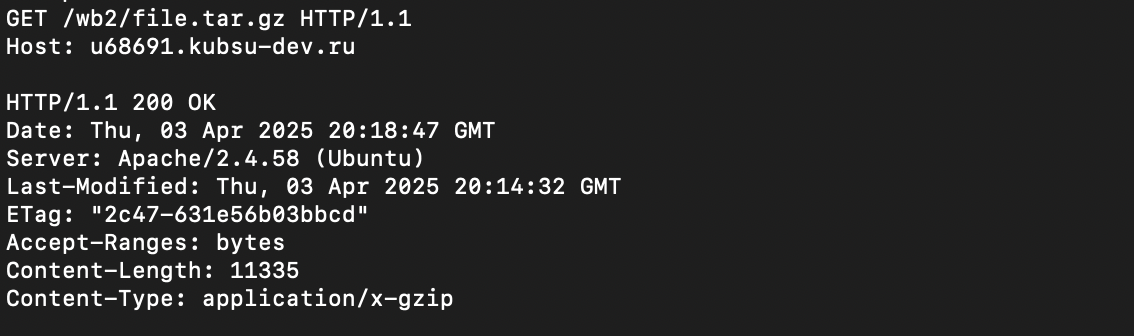 GET /wb2/file.tar.gz HTTP/1.1
Host: u68691.kubsu-dev.ru

HTTP/1.1 200 OK
Date: Thu, 03 Apr 2025 20:18:47 GMT
Server: Apache/2.4.58 (Ubuntu)
Last-Modified: Thu, 03 Apr 2025 20:14:32 GMT
ETag: "2c47-631e56b03bbcd"
Accept-Ranges: bytes
Content-Length: 11335
Content-Type: application/x-gzip